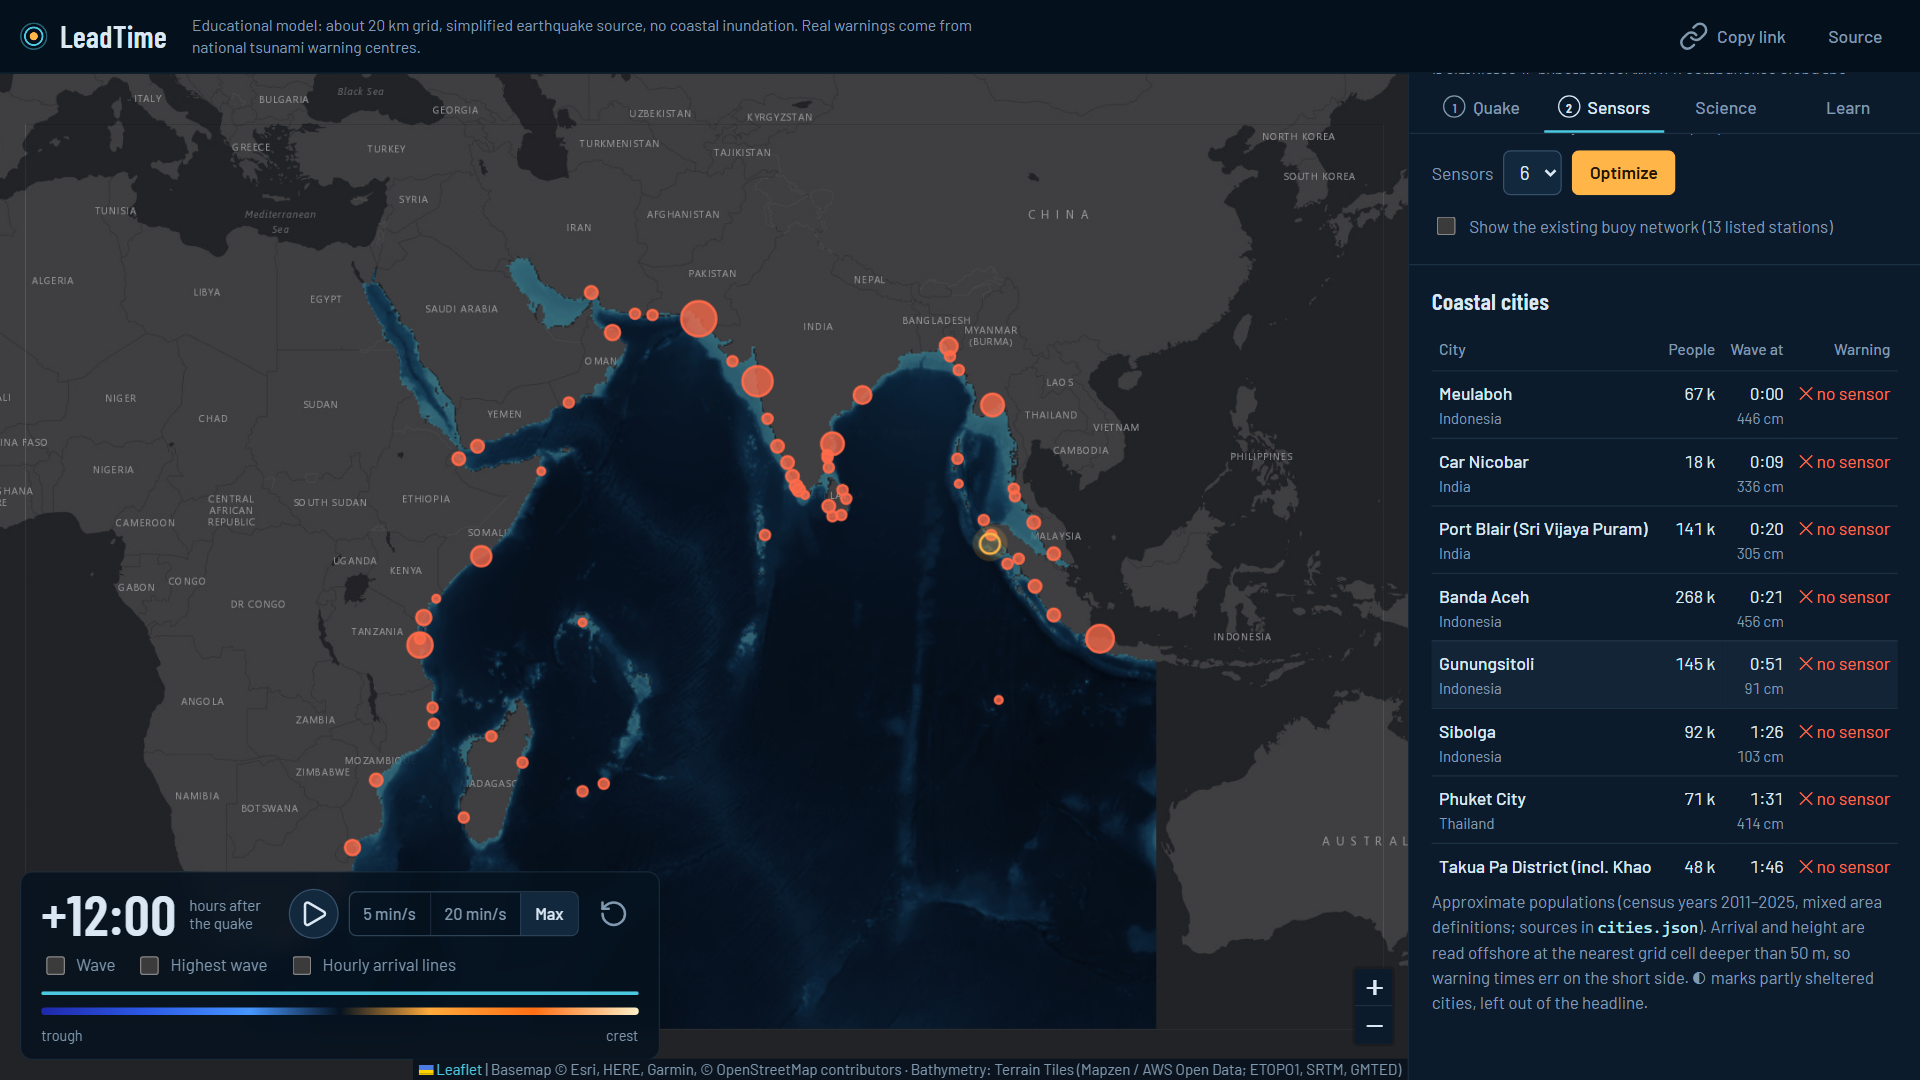 LeadTime
Educational model: about 20 km grid, simplified earthquake source, no coastal inundation. Real warnings come from
national tsunami warning centres.
Copy link
Source
1 Quake
2 Sensors
Science
Learn
Sensors 6 Optimize
Show the existing buoy network (13 listed stations)
Coastal cities
City People Wave at Warning
Meulaboh 67 k 0:00 no sensor
Indonesia 446 cm
Car Nicobar 18 k 0:09 no sensor
India 336 cm
Port Blair (Sri Vijaya Puram) 141 k 0:20 no sensor
India 305 cm
Banda Aceh 268 k 0:21 no sensor
Indonesia 456 cm
Gunungsitoli 145 k 0:51 no sensor
Indonesia 91 cm
Sibolga 92 k 1:26 no sensor
Indonesia 103 cm
Phuket City 71 k 1:31 no sensor
Thailand 414 cm
Takua Pa District (incl. Khao 48 k 1:46 no sensor
Approximate populations (census years 2011–2025, mixed area
definitions; sources in cities.json). Arrival and height are
read offshore at the nearest grid cell deeper than 50 m, so
warning times err on the short side. ◐ marks partly sheltered
cities, left out of the headline.
ITALY
BULGARIA
Black Sea
GEORGIA
UZBEKISTAN
KYRGYZSTAN
NORTH KOREA
GREECE
TURKEY
TURKMENISTAN
TAJIKISTAN
SOUTH KOREA
TUNISIA
Mediterranean
Sea
SYRIA
AFGHANISTAN
CHINA
IRAN
ALGERIA
LIBYA
EGYPT
PAKISTAN
NEPAL
SAUDI ARABIA
INDIA
BANGLADESH
MYANMAR
(BURMA)
OMAN
LAOS
NIGER
CHAD
SUDAN
YEMEN
THAILAND
VIETNAM
CAMBODIA
PHILIPPINES
NIGERIA
CENTRAL
AFRICAN
REPUBLIC
SOUTH SUDAN
ETHIOPIA
CAMEROON
SOMALI
MALAYSIA
UGANDA
KENYA
GABON
CONGO
DR CONGO
TANZANIA
INDONESIA
ANGOLA
ZAMBIA
MOZAMBIC
ZIMBABWE
NAMIBIA
BOTSWANA
ADAGASC
AUSTRAL
+12:00
hours after
the quake
5 min/s
20 min/s
Max
Wave
Highest wave
Hourly arrival lines
trough
crest
+
−
Leaflet | Basemap © Esri, HERE, Garmin, © OpenStreetMap contributors · Bathymetry: Terrain Tiles (Mapzen / AWS Open Data; ETOPO1, SRTM, GMTED)